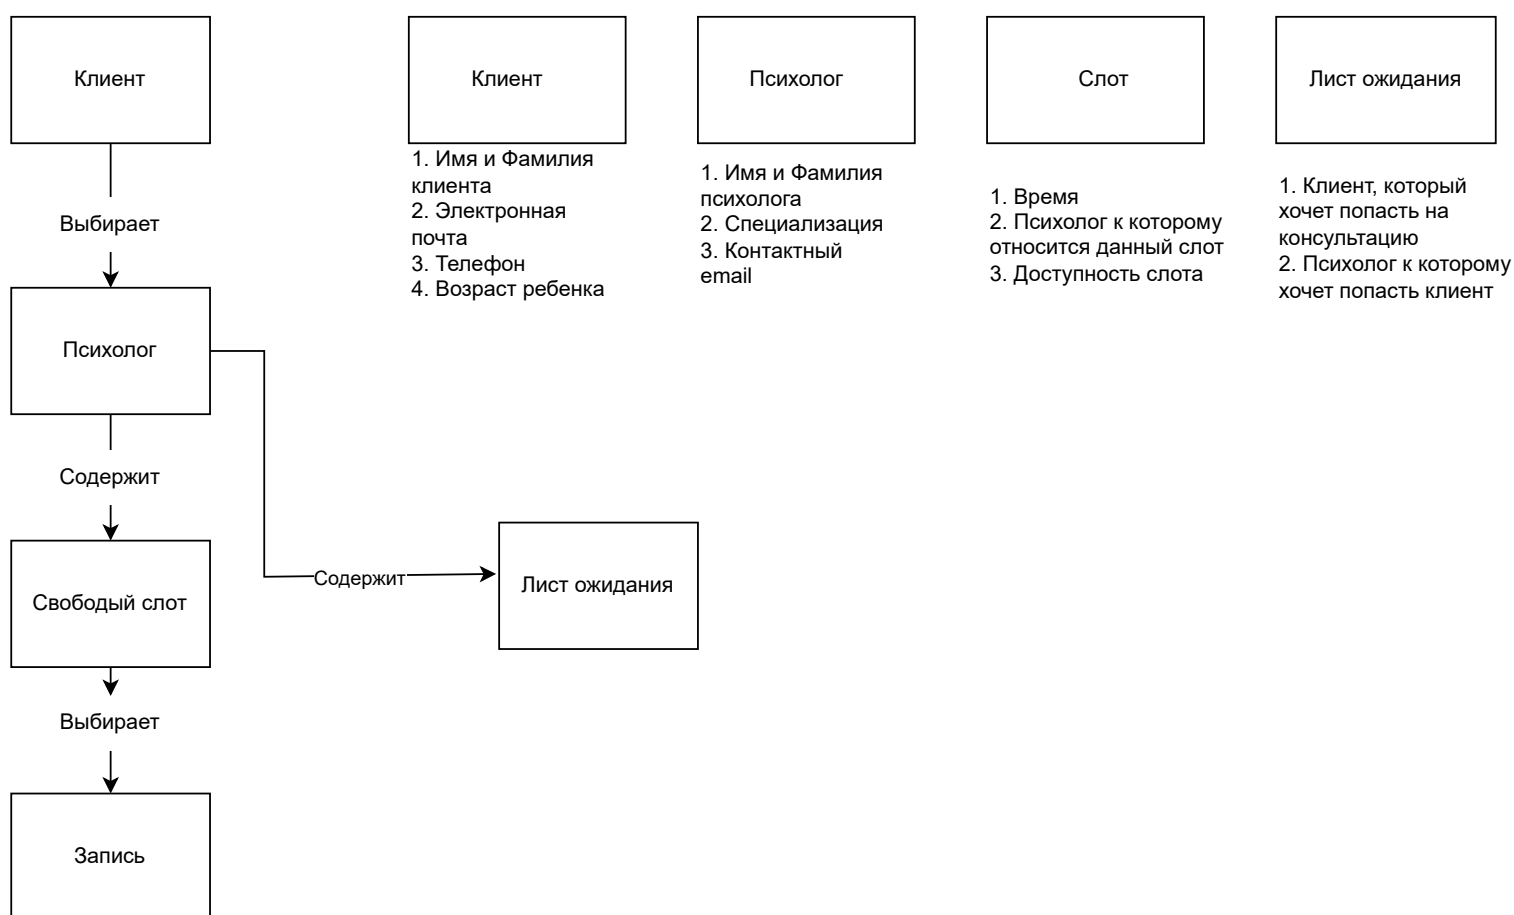 Клиент
Клиент
Психолог
Слот
Лист ожидания
1. Имя и Фамилия
клиента
2. Электронная
почта
3. Телефон
4. Возраст ребенка
1. Имя и Фамилия
психолога
2. Специализация
3. Контактный
email
1. Время
2. Психолог к которому
относится данный слот
3. Доступность слота
1. Клиент, который
хочет попасть на
консультацию
2. Психолог к которому
хочет попасть клиент
Выбирает
Психолог
Содержит
Содержит
Лист ожидания
Свободый слот
Выбирает
Запись